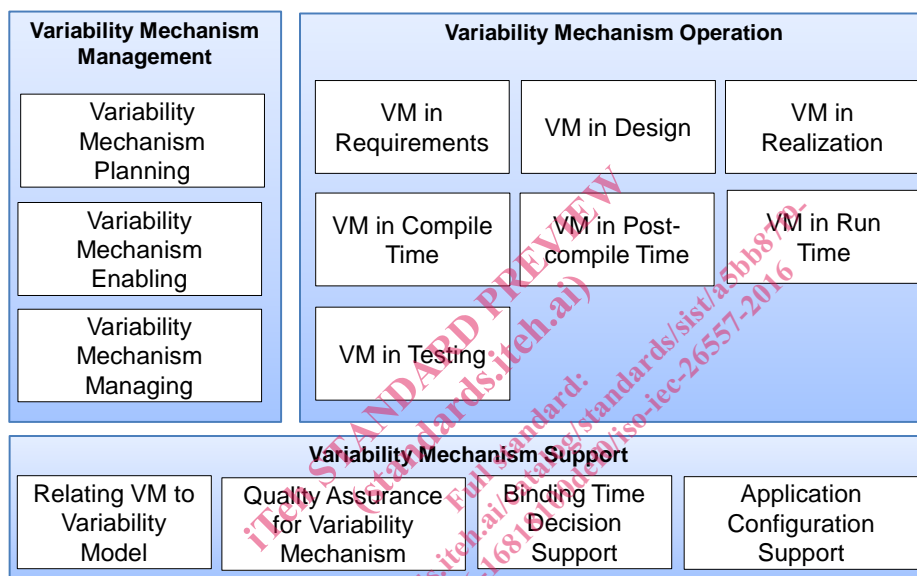 Variability Mechanism
Management
Variability
Mechanism
Planning
Variability
Mechanism
Enabling
Variability
Mechanism
Managing
Variability Mechanism Operation
VM in
Requirements
VM in Design
VM in
Realization
VM in Compile
Time
VM in Post-
compile Time
VM in Run
Time
VM in Testing
Variability Mechanism Support
Relating VM to
Variability
Model
Quality Assurance
for Variability
Mechanism
Binding Time
Decision
Support
Application
Configuration
Support
iTeh STANDARD PREVIEW
(standards.iteh.ai)
Full standard: